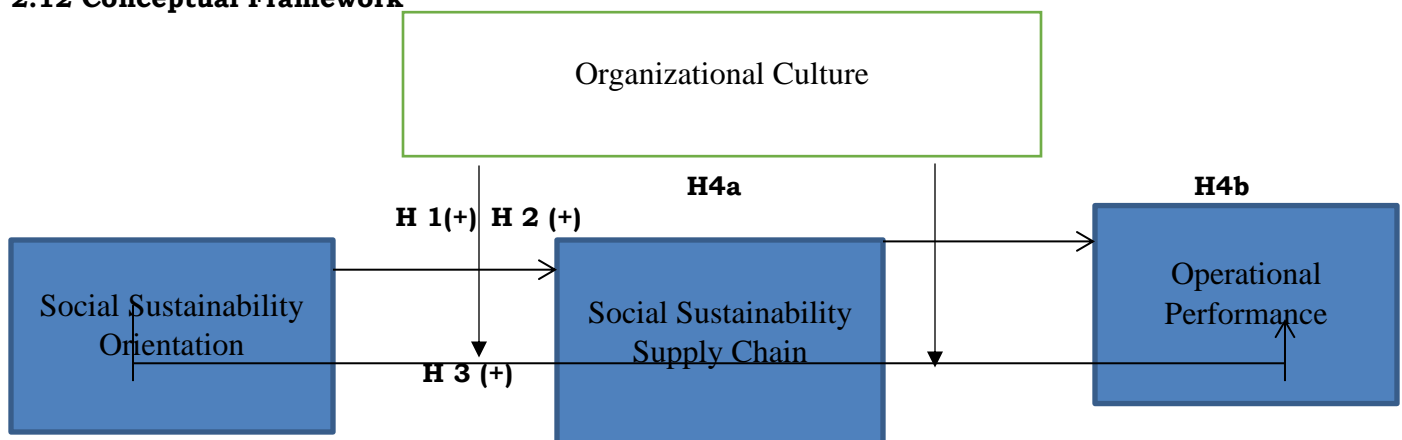 2.12 Conceptual Framework
Organizational Culture
H4a
H4b
H 1(+) H 2 (+)
Social Sustainability
Orientation
Social Sustainability
Supply Chain
Operational
Performance
H 3 (+)